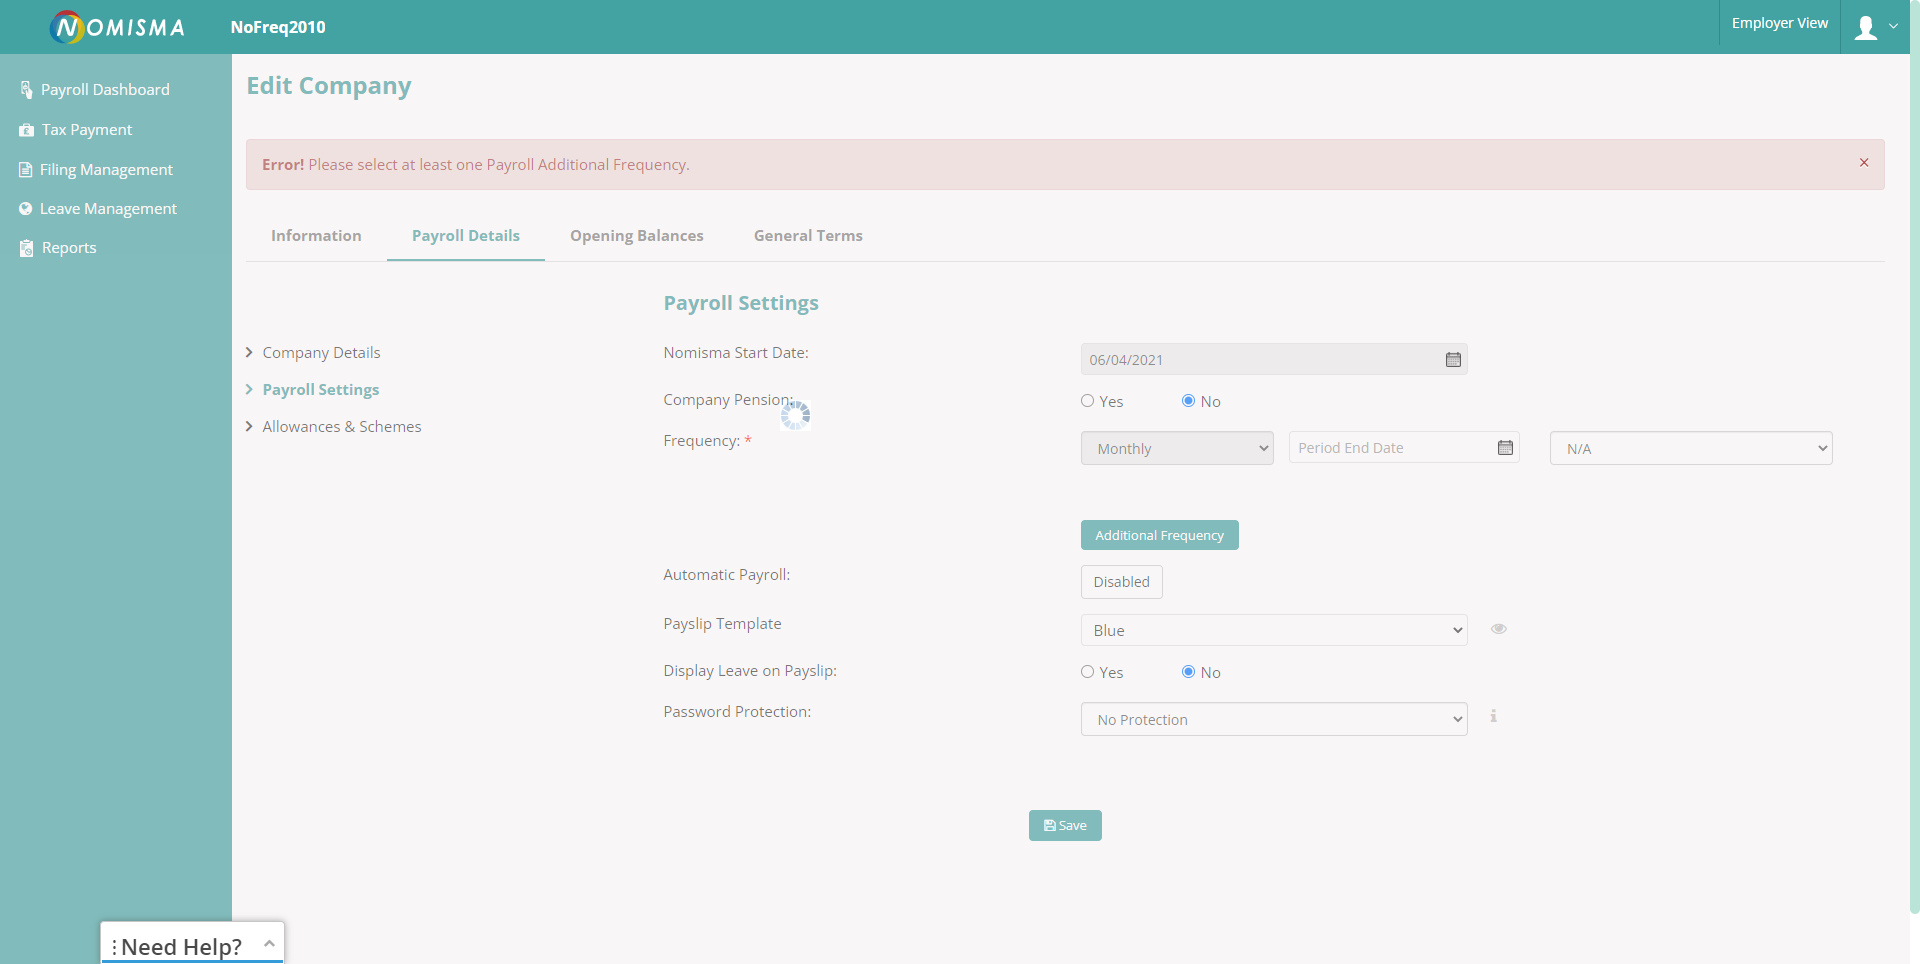 NOMISMA
NoFreq2010
Employer View
Payroll Dashboard
Tax Payment
Filing Management
Leave Management
Reports
Edit Company
Error! Please select at least one Payroll Additional Frequency.
×
Information
Payroll Details
Opening Balances
General Terms
Company Details
Payroll Settings
Allowances & Schemes
Payroll Settings
Nomisma Start Date:
06/04/2021
Company Pension:
Yes
No
Frequency: *
Monthly
Period End Date
N/A
Additional Frequency
Automatic Payroll:
Disabled
Payslip Template
Blue
Display Leave on Payslip:
Yes
No
Password Protection:
No Protection
Save
Need Help?